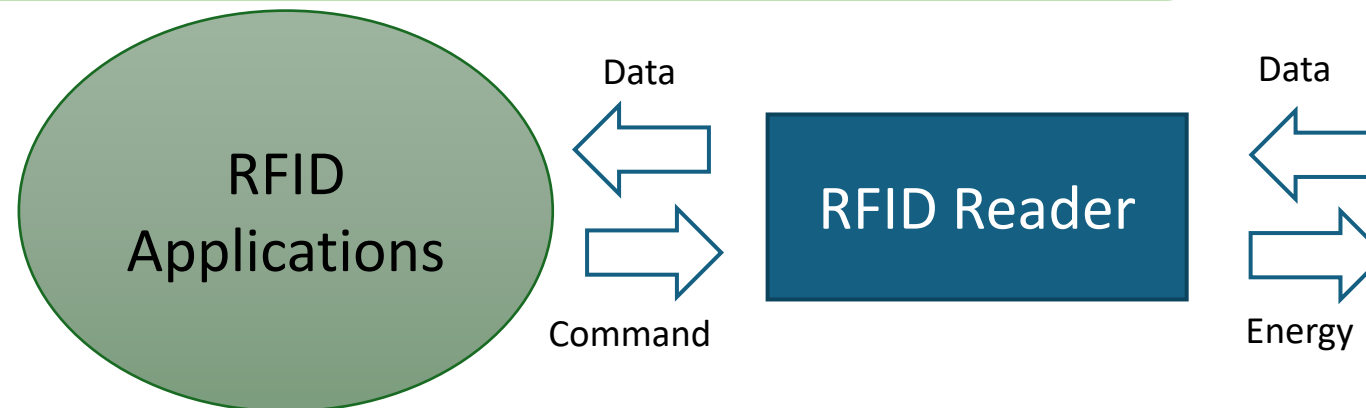 RFID
Applications
Data
Command
RFID Reader
Data
Energy